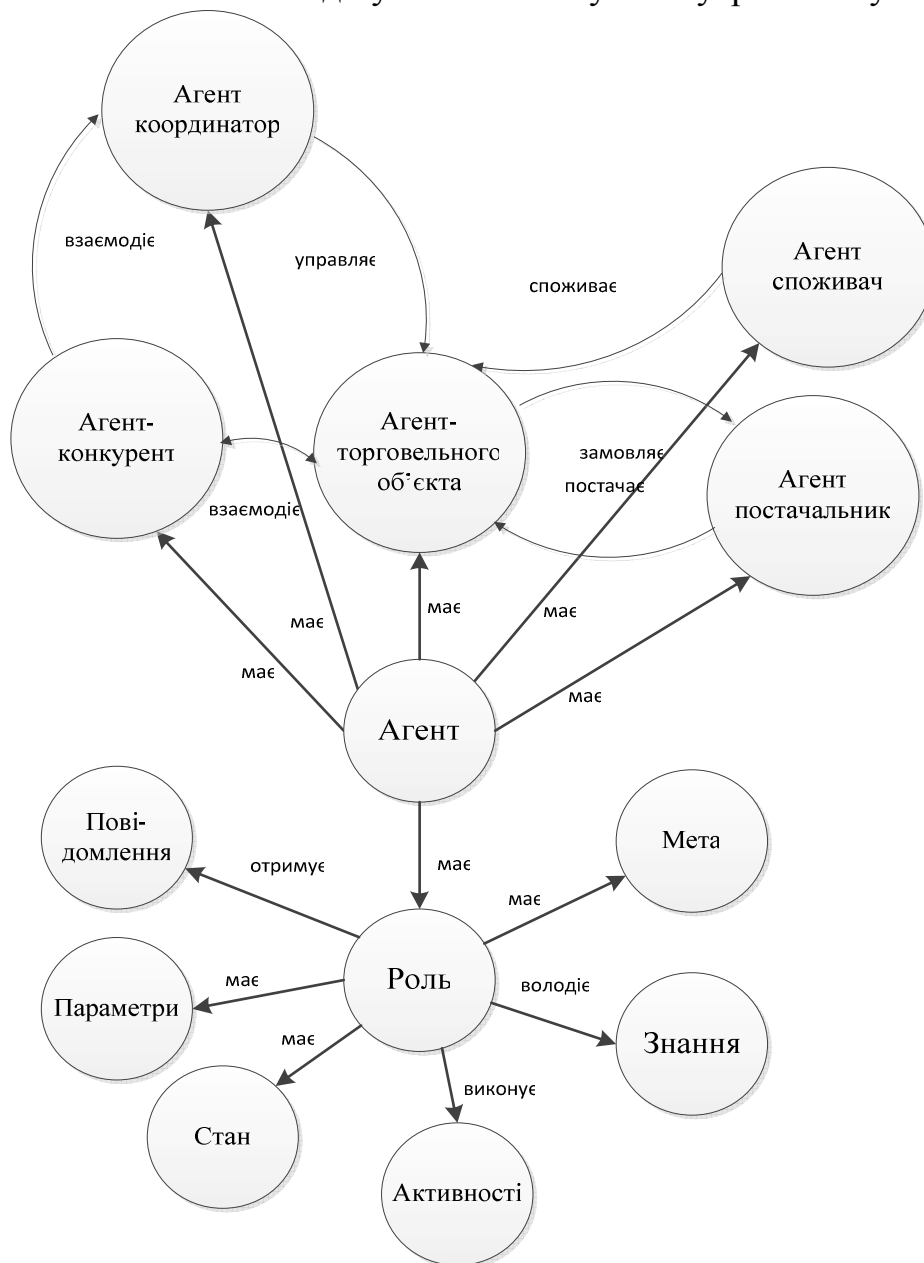 Агент
координатор
взаємодіє
управляє
споживає
Агент
споживач
Агент-
конкурент
Агент-
торговельного
об'єкта
замовляє
постачає
Агент
постачальник
взаємодіє
має
має
має
має
має
Агент
Пові-
домлення
отримує
має
має
Мета
Параметри
має
Роль
володіє
Знання
має
Стан
виконує
Активності